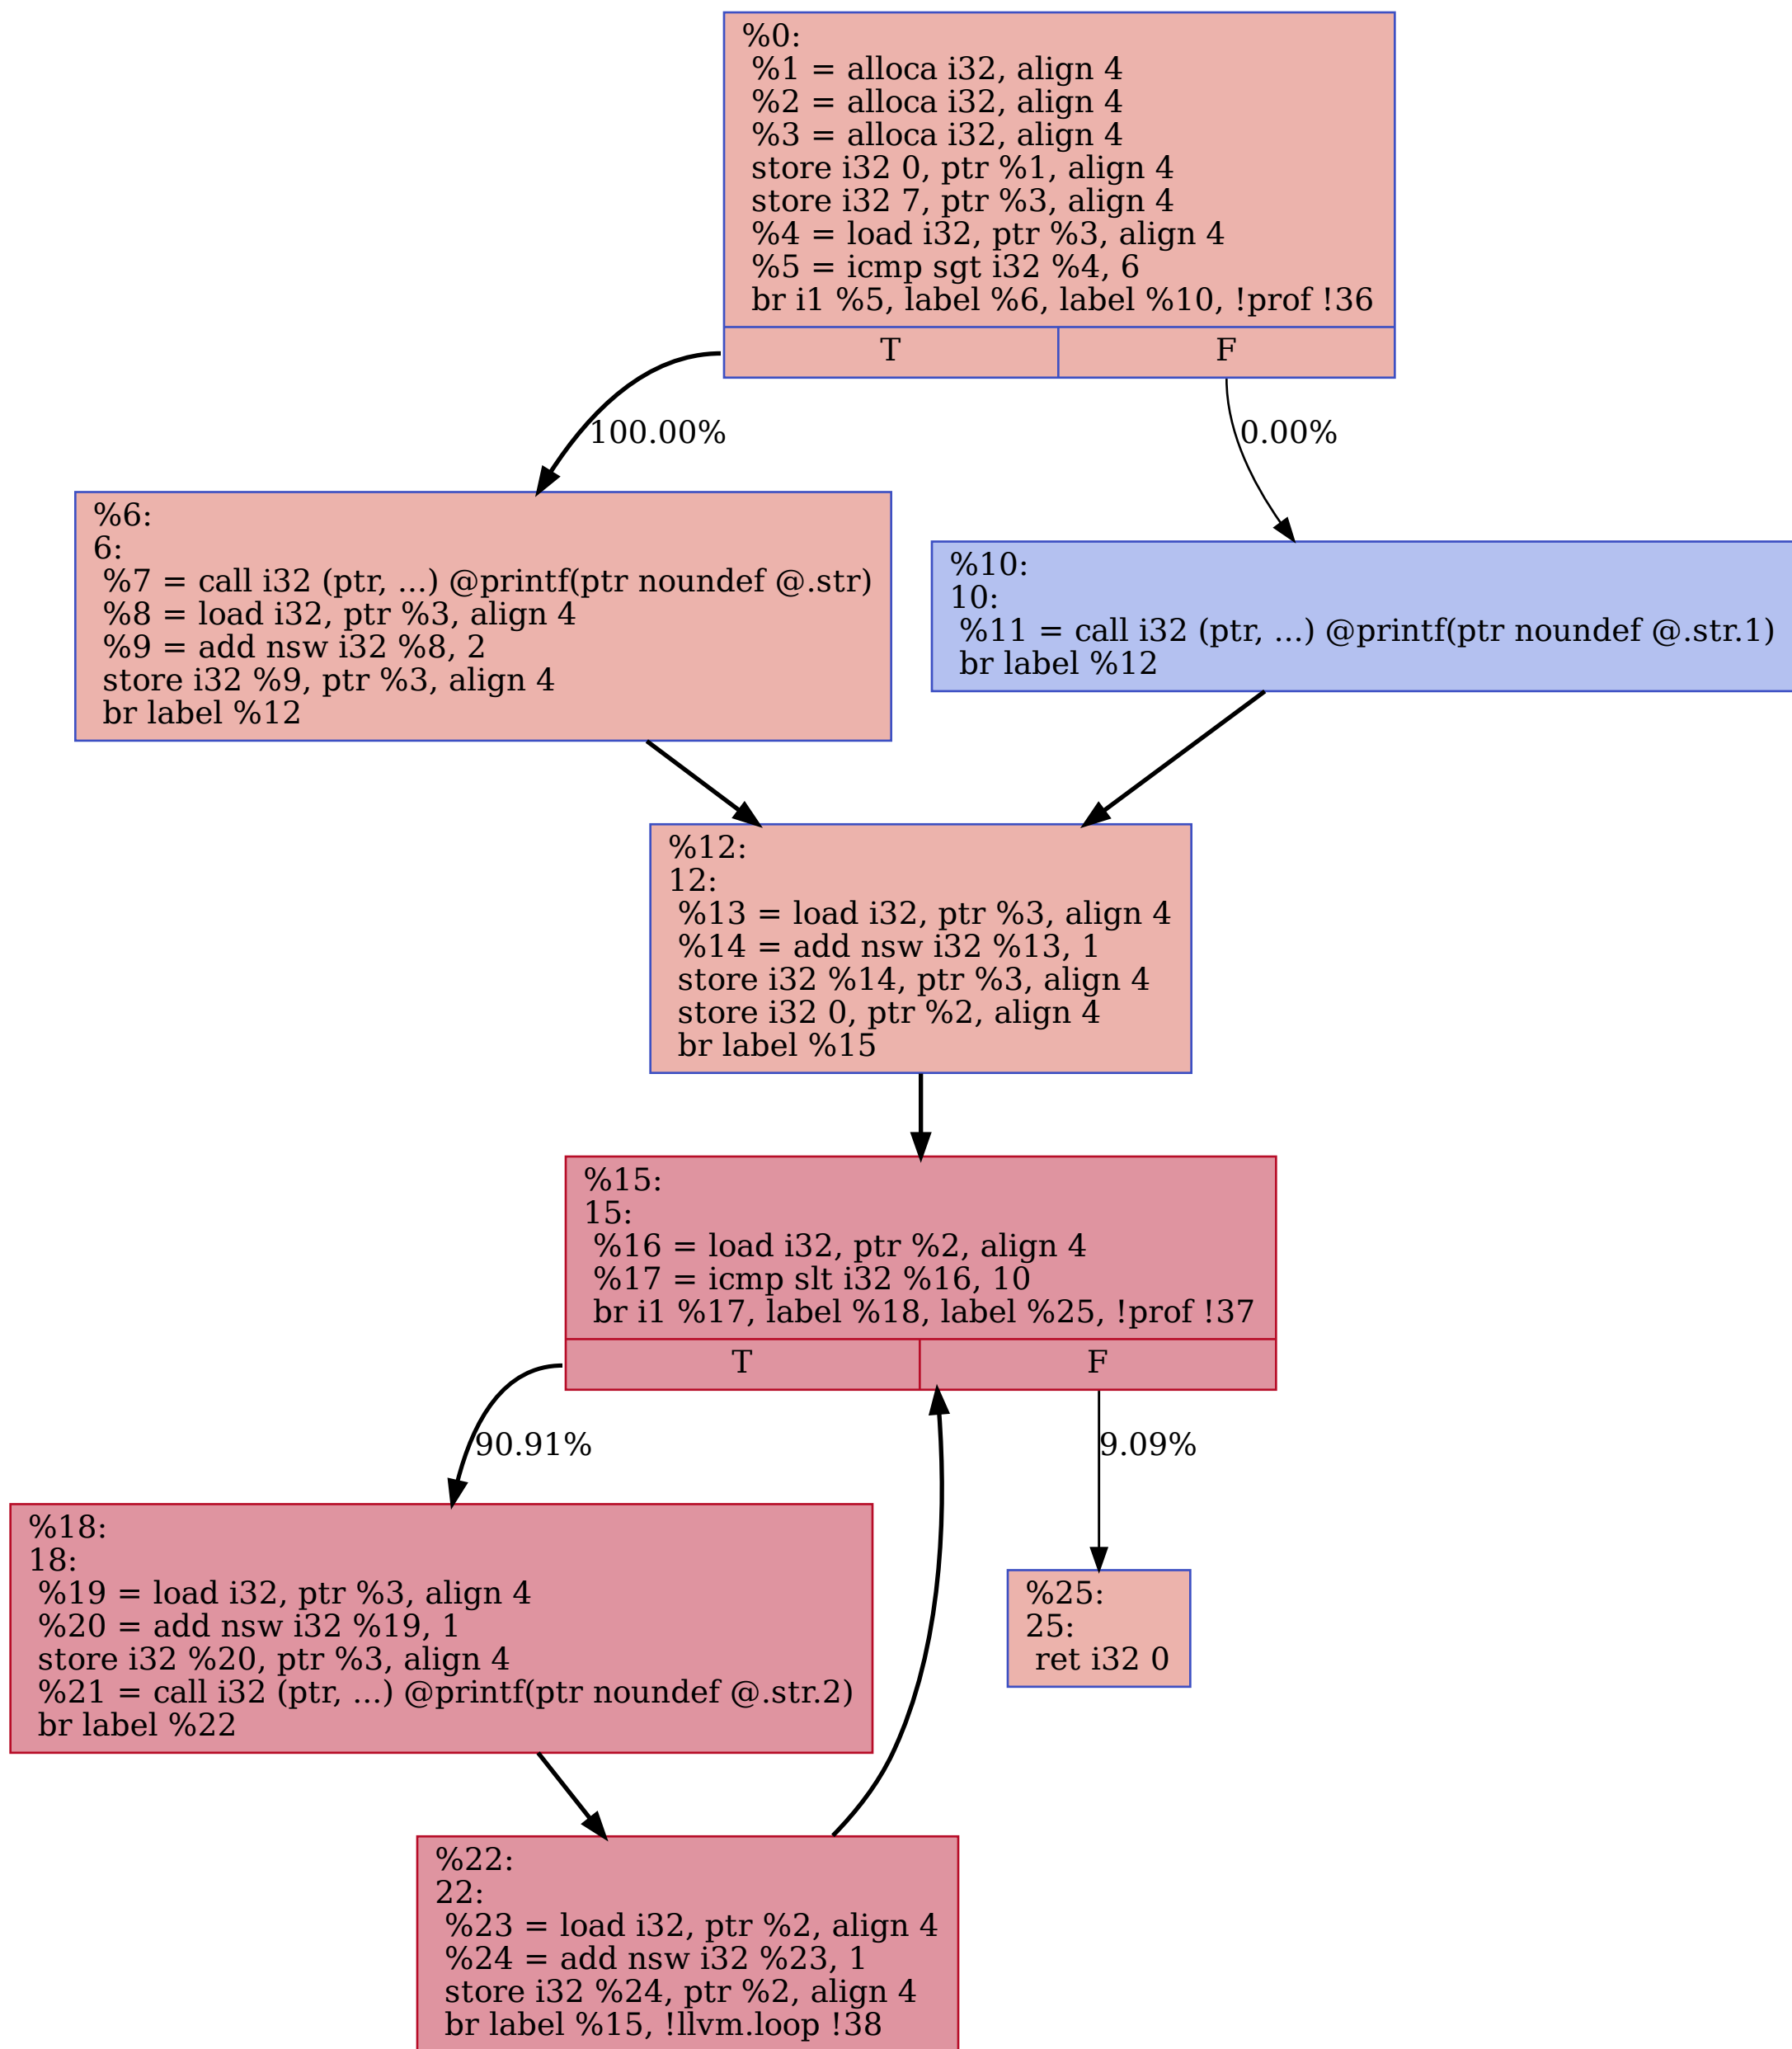 %0:
%1 = alloca i32, align 4
%2 = alloca i32, align 4
%3 = alloca i32, align 4
store i32 0, ptr %1, align 4
store i32 7, ptr %3, align 4
%4 = load i32, ptr %3, align 4
%5 = icmp sgt i32 %4, 6
br i1 %5, label %6, label %10, !prof !36
T
F
100.00%
0.00%
%6:
6:
%7 = call i32 (ptr, ...) @printf(ptr noundef @.str)
%8 = load i32, ptr %3, align 4
%9 = add nsw i32 %8, 2
store i32 %9, ptr %3, align 4
br label %12
%10:
10:
%11 = call i32 (ptr, ...) @printf(ptr noundef @.str.1)
br label %12
%12:
12:
%13 = load i32, ptr %3, align 4
%14 = add nsw i32 %13, 1
store i32 %14, ptr %3, align 4
store i32 0, ptr %2, align 4
br label %15
%15:
15:
%16 = load i32, ptr %2, align 4
%17 = icmp slt i32 %16, 10
br i1 %17, label %18, label %25, !prof !37
T
F
90.91%
9.09%
%18:
18:
%19 = load i32, ptr %3, align 4
%20 = add nsw i32 %19, 1
store i32 %20, ptr %3, align 4
%21 = call i32 (ptr, ...) @printf(ptr noundef @.str.2)
br label %22
%25:
25:
ret i32 0
%22:
22:
%23 = load i32, ptr %2, align 4
%24 = add nsw i32 %23, 1
store i32 %24, ptr %2, align 4
br label %15, !llvm.loop !38